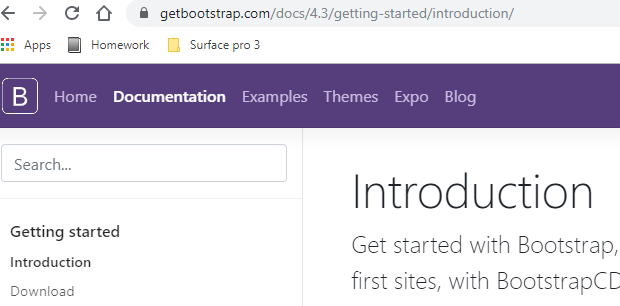 getbootstrap.com/docs/4.3/getting-started/introduction/
Apps Homework Surface pro 3
B Home Documentation Examples Themes Expo Blog
Search...
Getting started
Introduction
Download
Introduction
Get started with Bootstrap,
first sites, with BootstrapCD